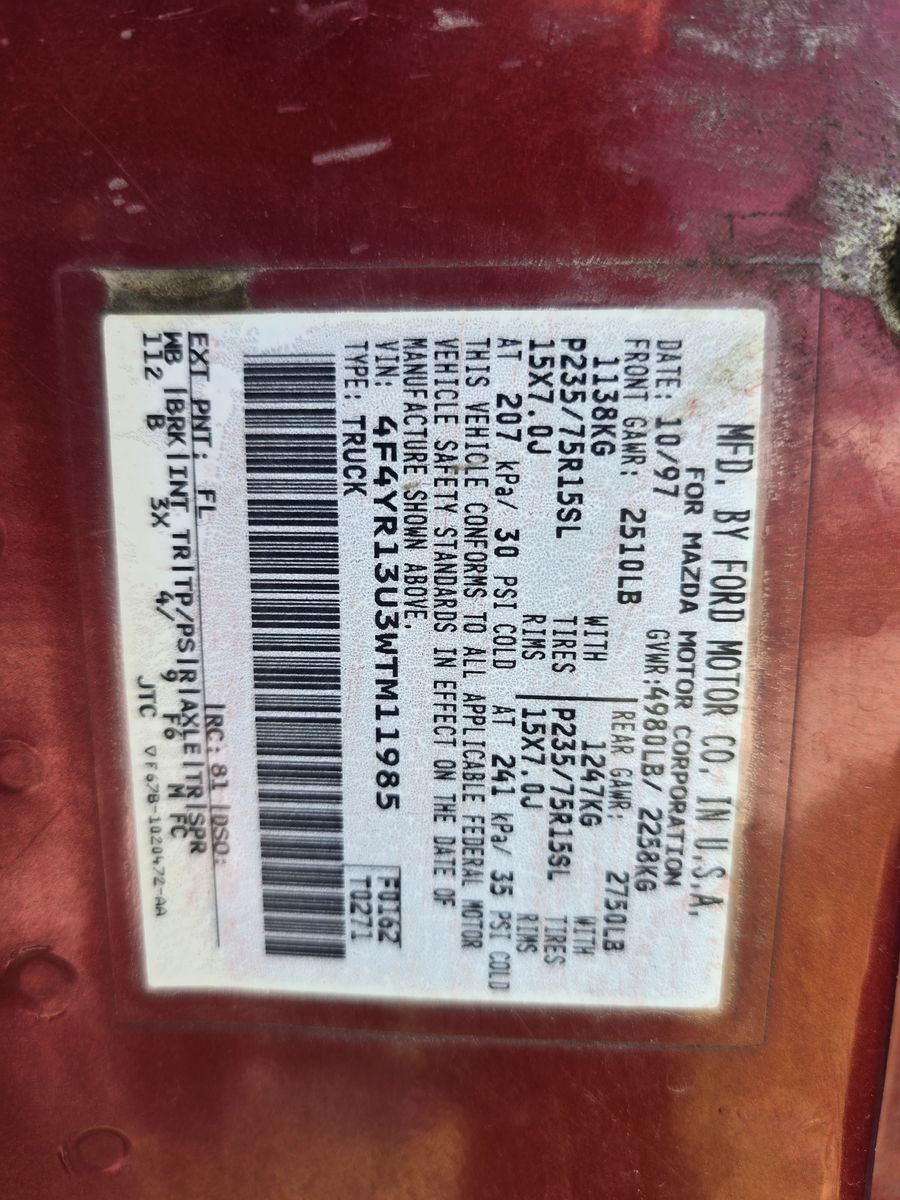 MFD. BY FORD MOTOR CO. IN U.S.A.
FOR MAZDA MOTOR CORPORATION
DATE: 10/97 GVWR:4980LB/ 2258KG
FRONT GAWR: 2510LB REAR GAWR: 2750LB
1138KG WITH 1247KG WITH
P235/75R15SL TIRES P235/75R15SL TIRES
15X7.0J RIMS 15X7.0J RIMS
AT 207 kPa/ 30 PSI COLD AT 241 kPa/ 35 PSI COLD
THIS VEHICLE CONFORMS TO ALL APPLICABLE FEDERAL MOTOR
VEHICLE SAFETY STANDARDS IN EFFECT ON THE DATE OF
MANUFACTURE SHOWN ABOVE.
VIN: 4F4YR13U3WTM11985 F0162
TYPE: TRUCK T0271
EXT PNT: FL RC: 81 DSO:
WB |BRK|INT TR|TP/PS|R|AXLE|TR|SPR
112 B 3X 4/ 9 F6 M FC
JTC ▽F67B-1020472-AA